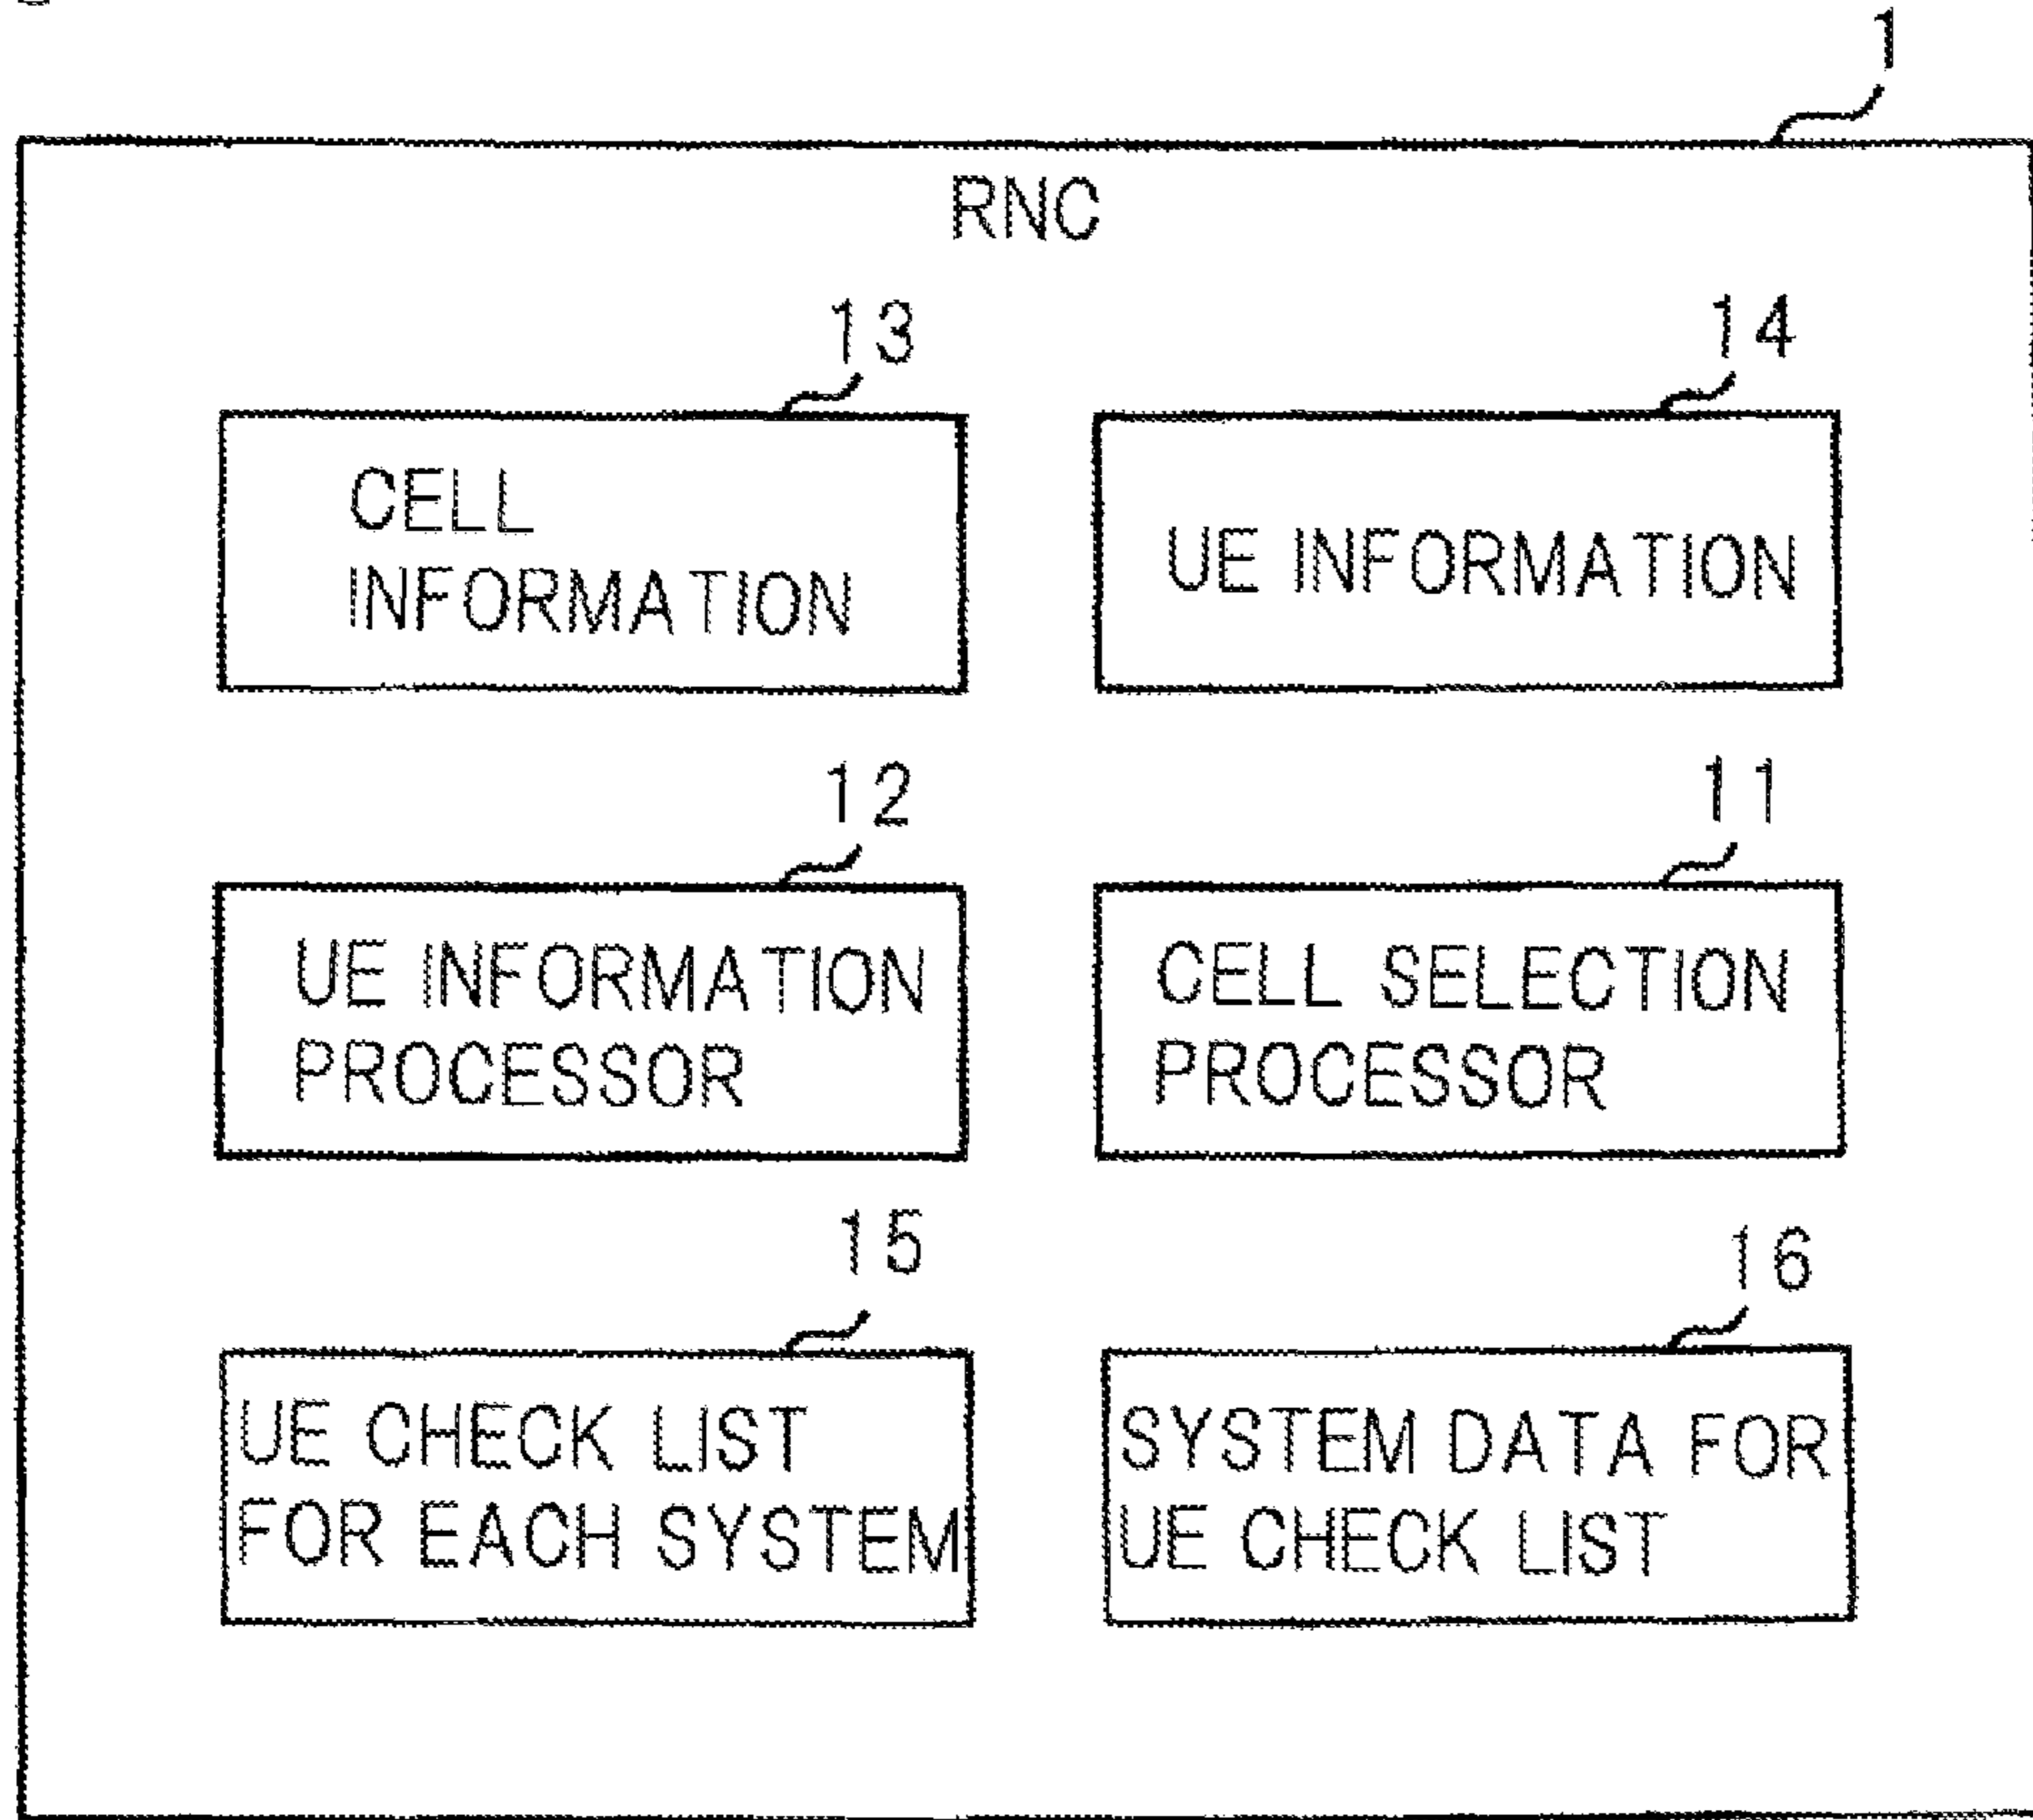 1
RNC
13
14
CELL
INFORMATION
UE INFORMATION
12
11
UE INFORMATION
PROCESSOR
CELL SELECTION
PROCESSOR
15
16
UE CHECK LIST
FOR EACH SYSTEM
SYSTEM DATA FOR
UE CHECK LIST